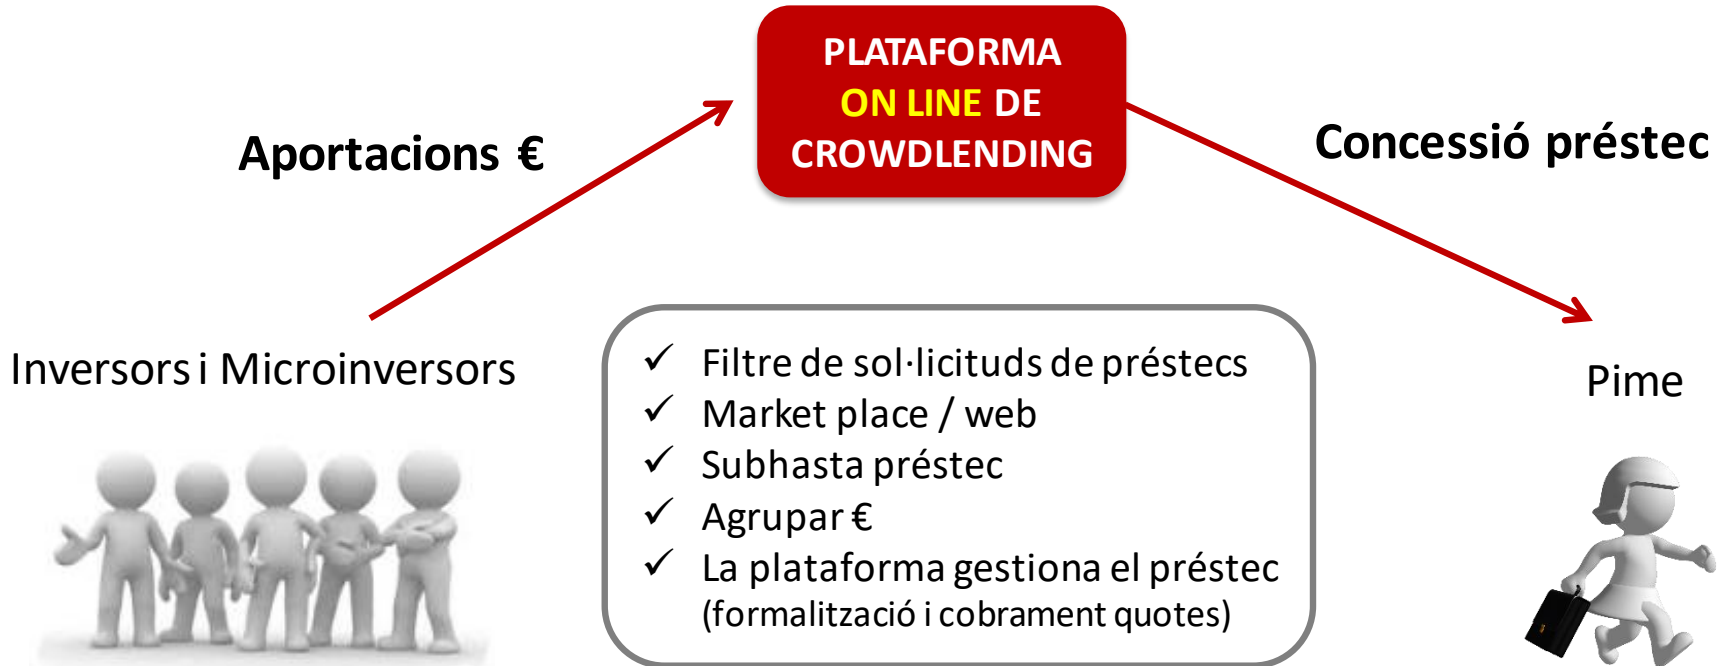 PLATAFORMA
ON LINE DE
CROWDLENDING
Aportacions €
Concessió préstec
Inversors i Microinversors
✓ Filtre de sol·licituds de préstecs
✓ Market place / web
✓ Subhasta préstec
✓ Agrupar €
✓ La plataforma gestiona el préstec
(formalització i cobrament quotes)
Pime